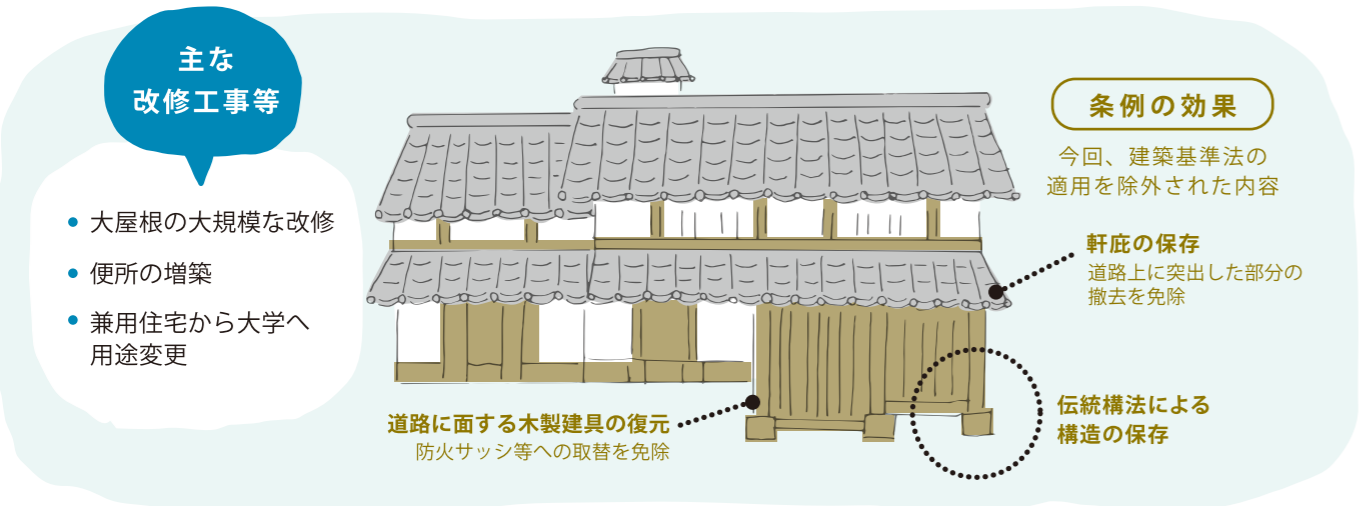 主な
改修工事等
• 大屋根の大規模な改修
• 便所の増築
• 兼用住宅から大学へ
用途変更
条例の効果
今回、建築基準法の
適用を除外された内容
軒庇の保存
道路上に突出した部分の
撤去を免除
伝統構法による
構造の保存
道路に面する木製建具の復元
防火サッシ等への取替を免除